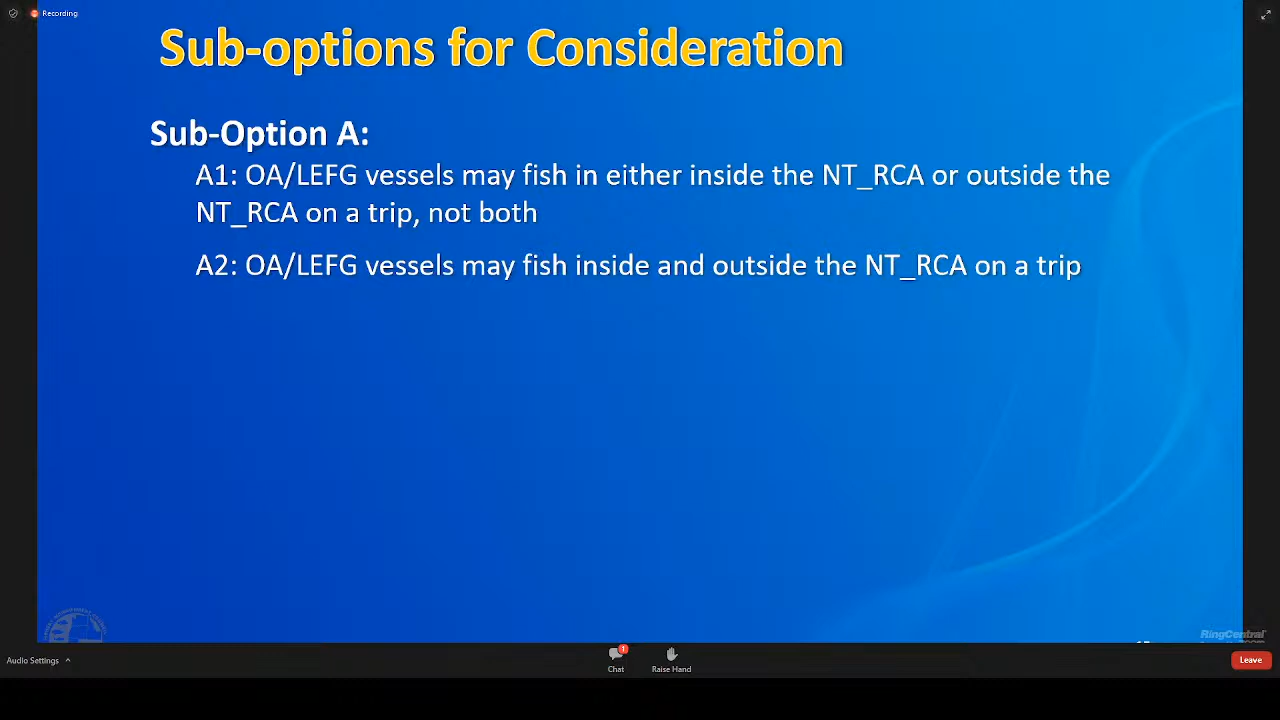 Recording
Sub-options for Consideration
Sub-Option A:
A1: OA/LEFG vessels may fish in either inside the NT_RCA or outside the
NT_RCA on a trip, not both
A2: OA/LEFG vessels may fish inside and outside the NT_RCA on a trip
RingCentral
Audio Settings
1
Chat
Raise Hand
Leave